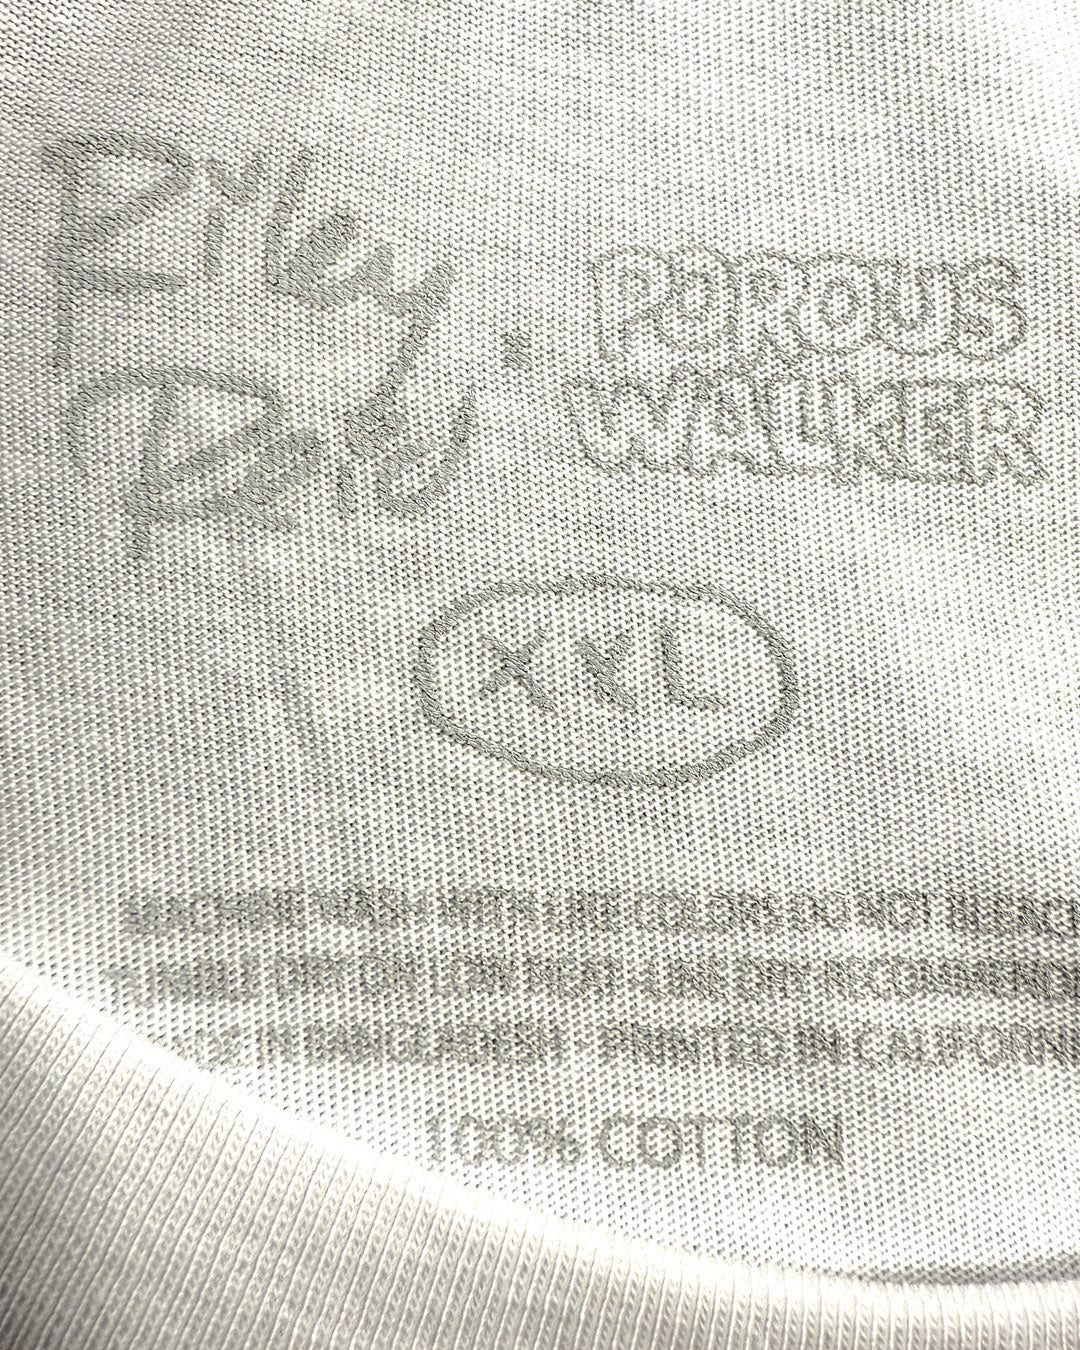 Riley
Reid
POROUS
WALKER
XXL
MACHINE WASH WITH LIKE COLORS DO NOT BLEACH
TUMBLE DRY ON LOW HEAT - LINE DRY RECOMMENDED
IN BANGLADESH - PRINTED IN CALIFORNIA
100% COTTON